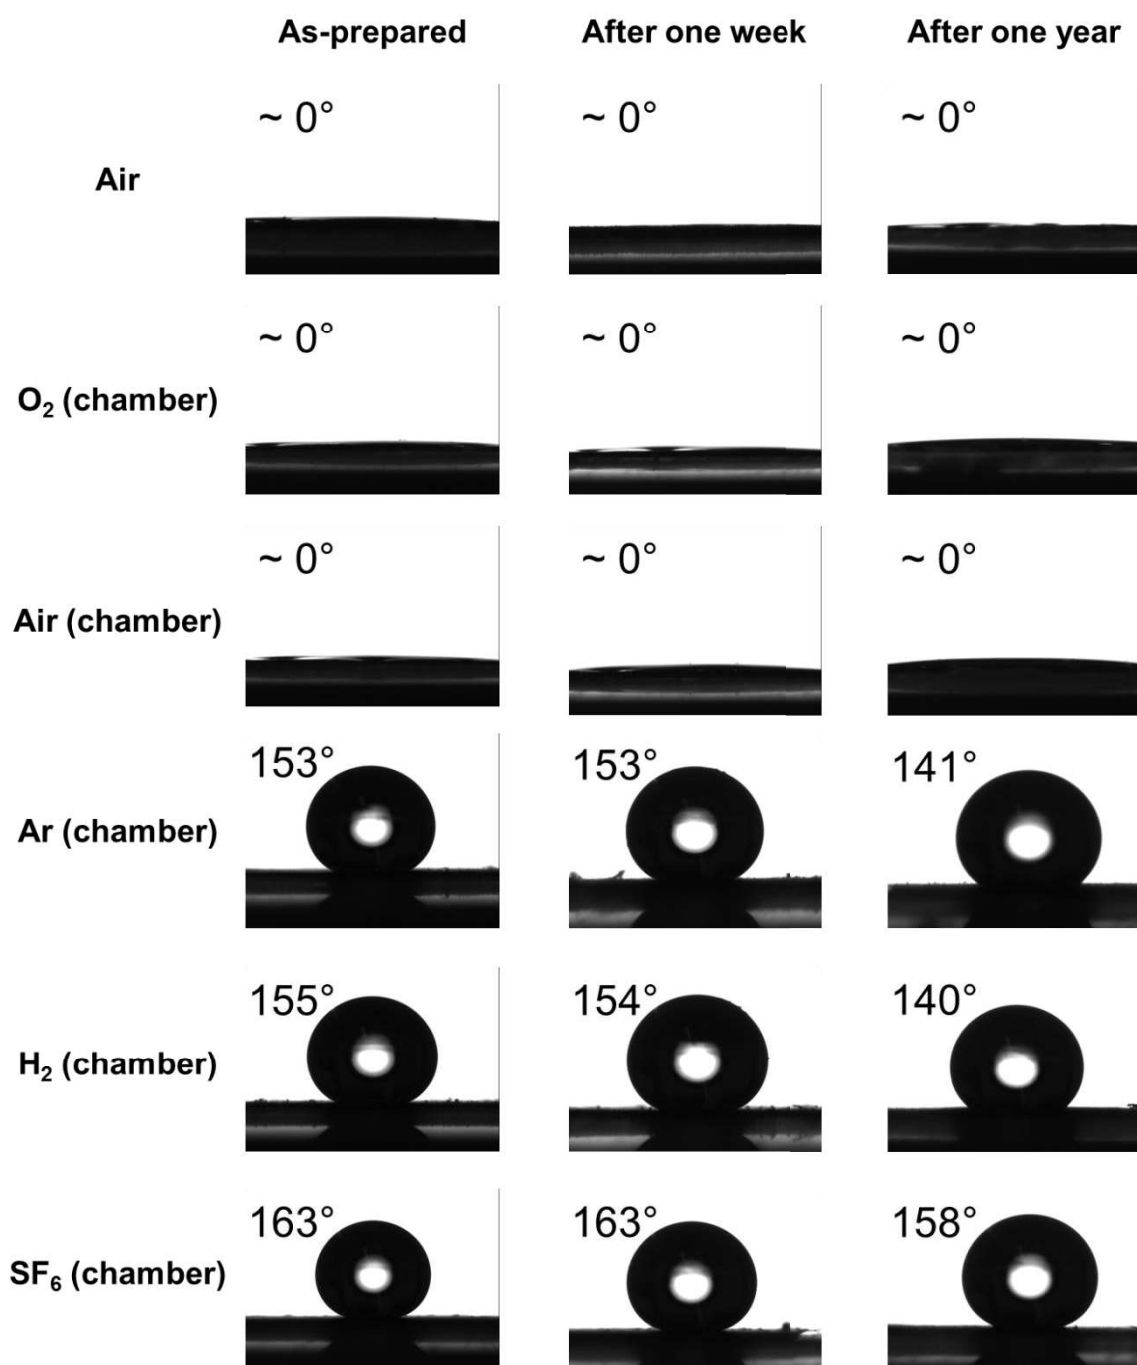 As-prepared After one week After one year
Air ~ 0° ~ 0° ~ 0°
O₂ (chamber) ~ 0° ~ 0° ~ 0°
Air (chamber) ~ 0° ~ 0° ~ 0°
Ar (chamber) 153° 153° 141°
H₂ (chamber) 155° 154° 140°
SF₆ (chamber) 163° 163° 158°